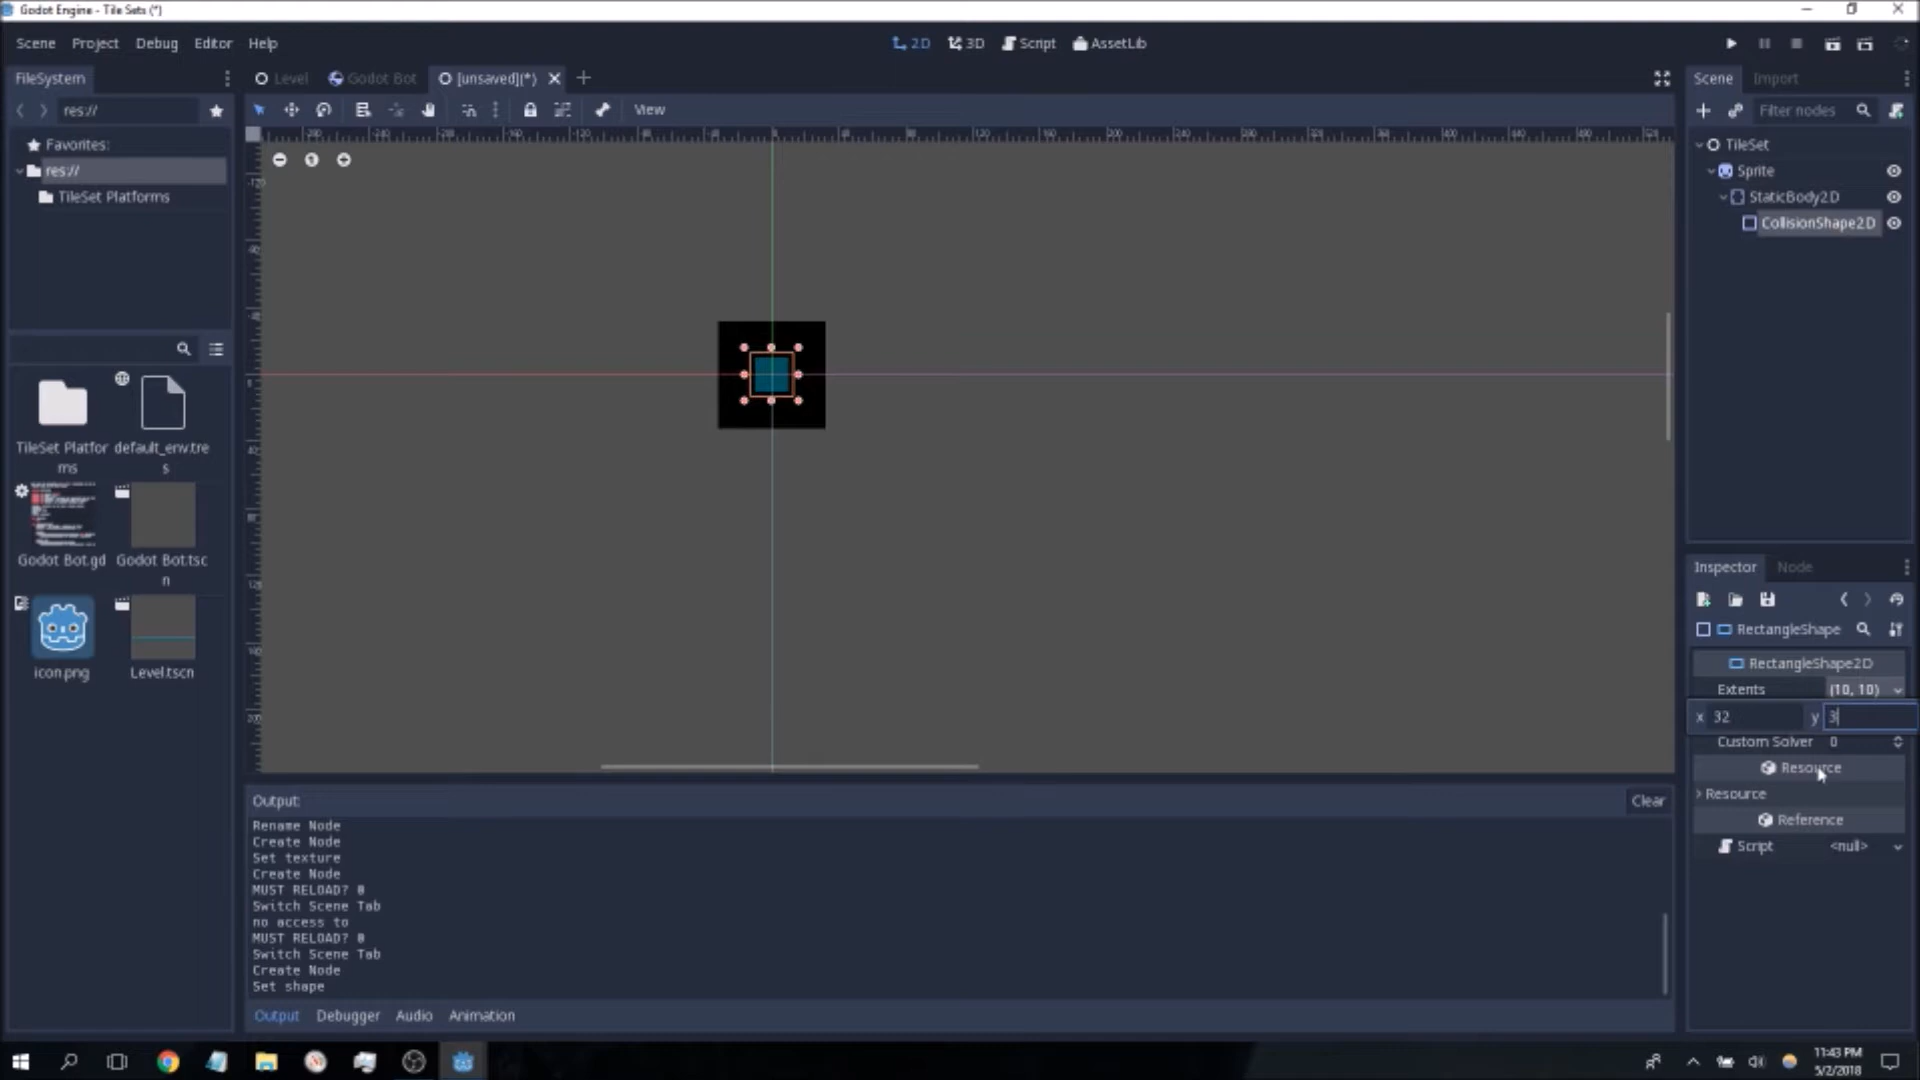 Godot Engine - Tile Sets (*)
Scene Project Debug Editor Help
2D 3D Script AssetLib
FileSystem
Level Godot Bot [unsaved](*)
Scene Import
res://
View
Filter nodes
Favorites:
res://
TileSet Platforms
TileSet
Sprite
StaticBody2D
CollisionShape2D
TileSet Platfor
ms
default_env.tre
s
Godot Bot.gd
Godot Bot.tsc
n
icon.png
Level.tscn
Inspector Node
RectangleShape
RectangleShape2D
Extents (10, 10)
x 32 y 3
Custom Solver 0
Resource
Resource
Reference
Script <null>
Output: Clear
Rename Node
Create Node
Set texture
Create Node
MUST RELOAD? 0
Switch Scene Tab
no access to
MUST RELOAD? 0
Switch Scene Tab
Create Node
Set shape
Output Debugger Audio Animation
11:43 PM
5/2/2018